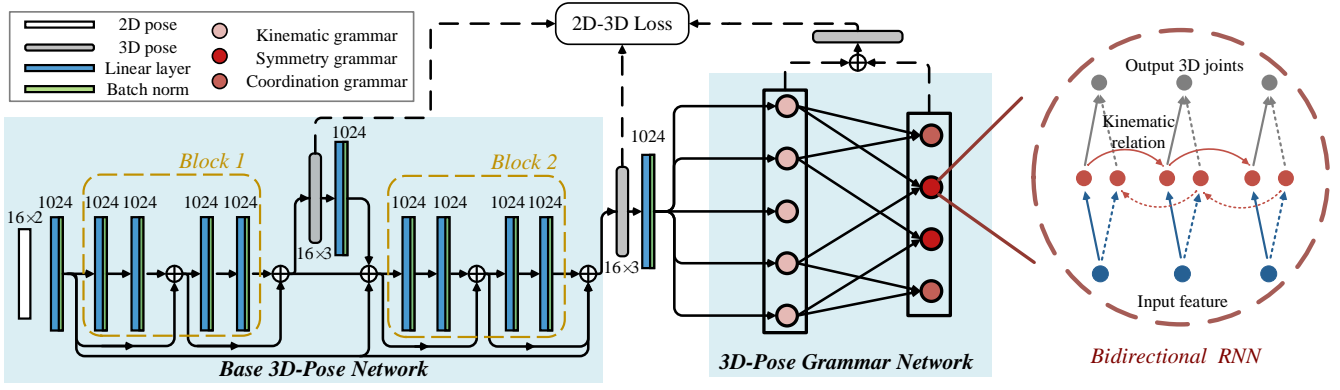 2D pose
3D pose
Linear layer
Batch norm
Kinematic grammar
Symmetry grammar
Coordination grammar
2D-3D Loss
16×2
1024
Block 1
1024 1024
1024 1024
16×3
1024
Block 2
1024 1024
1024 1024
16×3
1024
Base 3D-Pose Network
3D-Pose Grammar Network
Output 3D joints
Kinematic
relation
Input feature
Bidirectional RNN